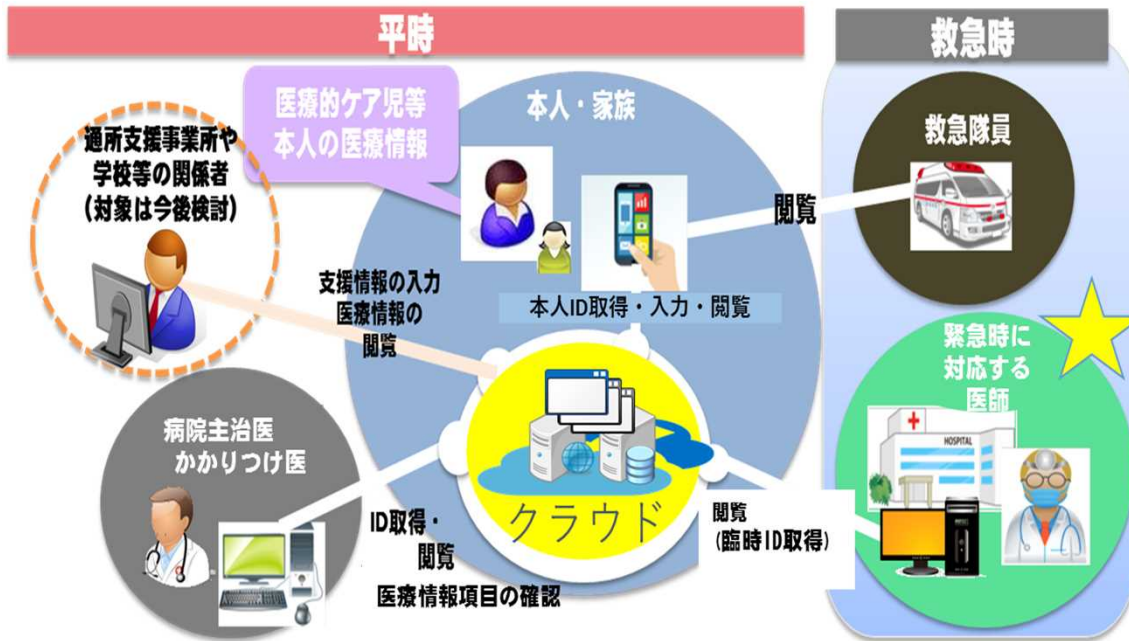 平時
救急時
医療的ケア児等
本人の医療情報
本人・家族
救急隊員
通所支援事業所や
学校等の関係者
(対象は今後検討)
閲覧
支援情報の入力
医療情報の
閲覧
本人ID取得・入力・閲覧
緊急時に
対応する
医師
HOSPITAL
病院主治医
かかりつけ医
クラウド
ID取得・
閲覧
医療情報項目の確認
閲覧
(臨時ID取得)